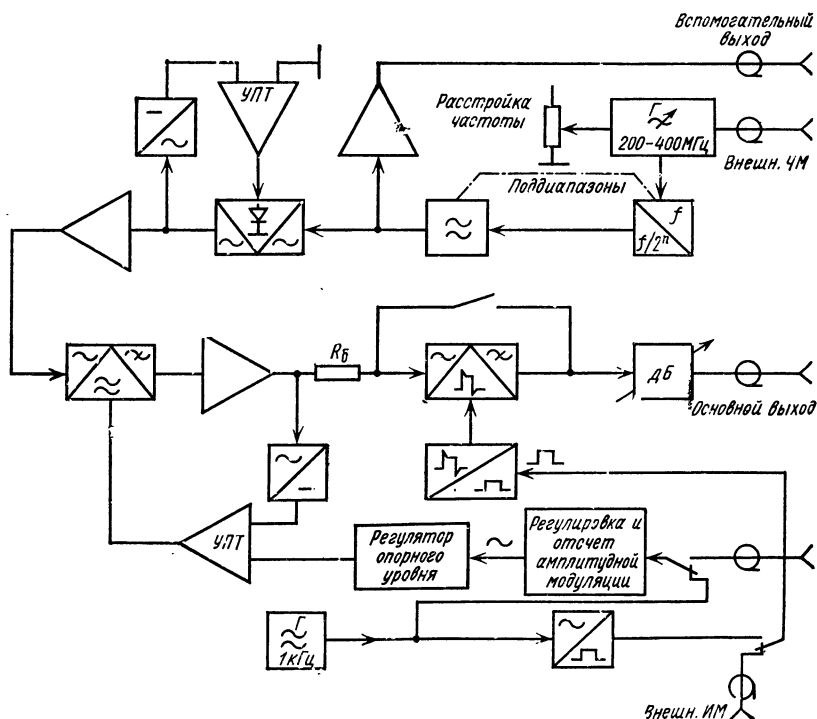 Вспомогательный
выход
УПТ
Расстройка
частоты
Г
200-400МГц
Внешн. ЧМ
Поддиапазоны
f
f/2ⁿ
Rб
дБ
Основной выход
УПТ
Регулятор
опорного
уровня
Регулировка и
отсчет
амплитудной
модуляции
Г
1кГц
Внешн. ИМ